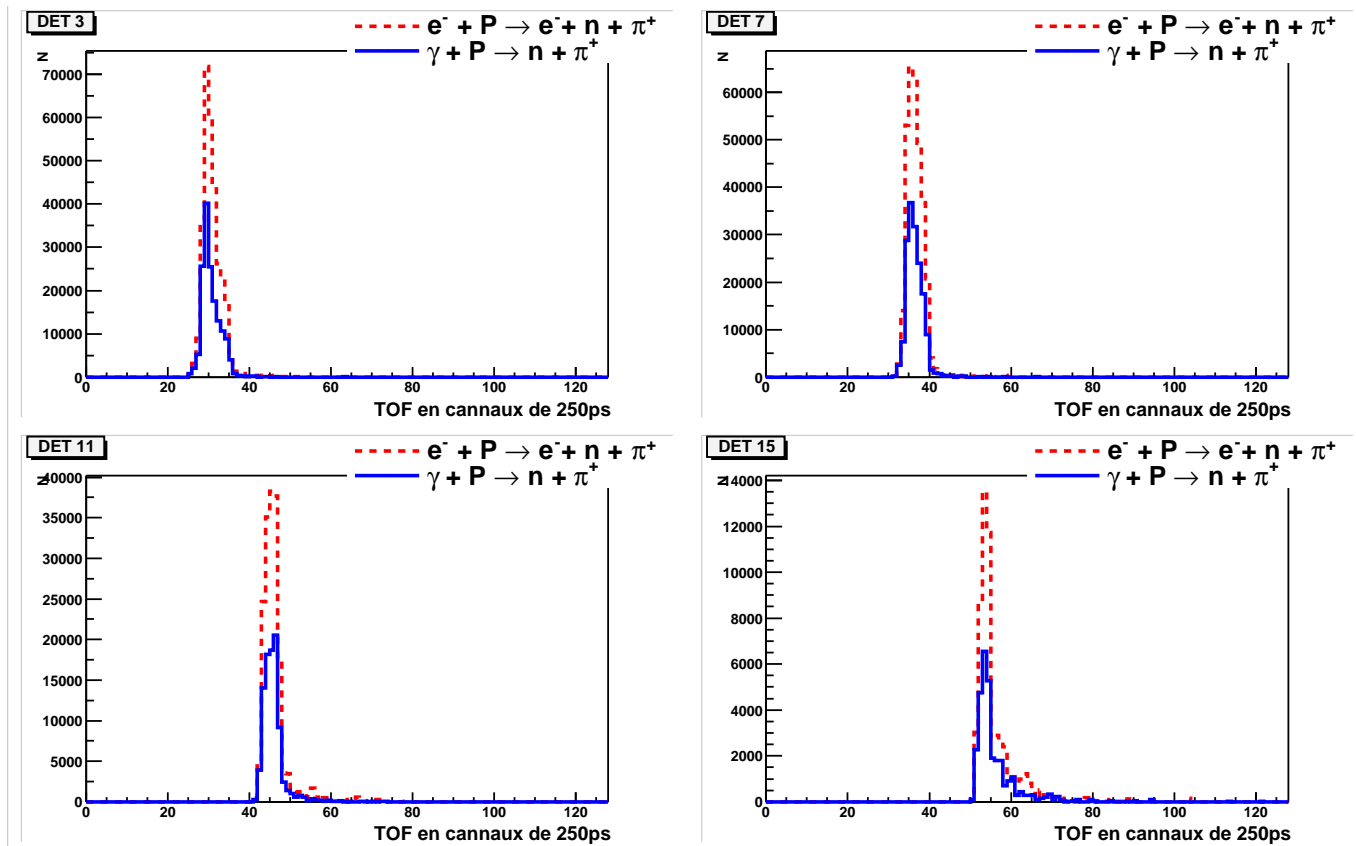 DET 3
e⁻ + P → e⁻+ n + π⁺
γ + P → n + π⁺
N
70000
60000
50000
40000
30000
20000
10000
0
0 20 40 60 80 100 120
TOF en cannaux de 250ps
DET 7
e⁻ + P → e⁻+ n + π⁺
γ + P → n + π⁺
N
60000
50000
40000
30000
20000
10000
0
0 20 40 60 80 100 120
TOF en cannaux de 250ps
DET 11
e⁻ + P → e⁻+ n + π⁺
γ + P → n + π⁺
N
40000
35000
30000
25000
20000
15000
10000
5000
0
0 20 40 60 80 100 120
TOF en cannaux de 250ps
DET 15
e⁻ + P → e⁻+ n + π⁺
γ + P → n + π⁺
N
14000
12000
10000
8000
6000
4000
2000
0
0 20 40 60 80 100 120
TOF en cannaux de 250ps